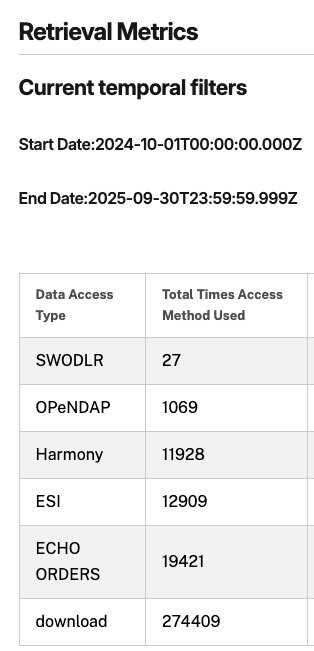 Retrieval Metrics
Current temporal filters
Start Date:2024-10-01T00:00:00.000Z
End Date:2025-09-30T23:59:59.999Z
Data Access Type
Total Times Access Method Used
SWODLR 27
OPeNDAP 1069
Harmony 11928
ESI 12909
ECHO ORDERS 19421
download 274409